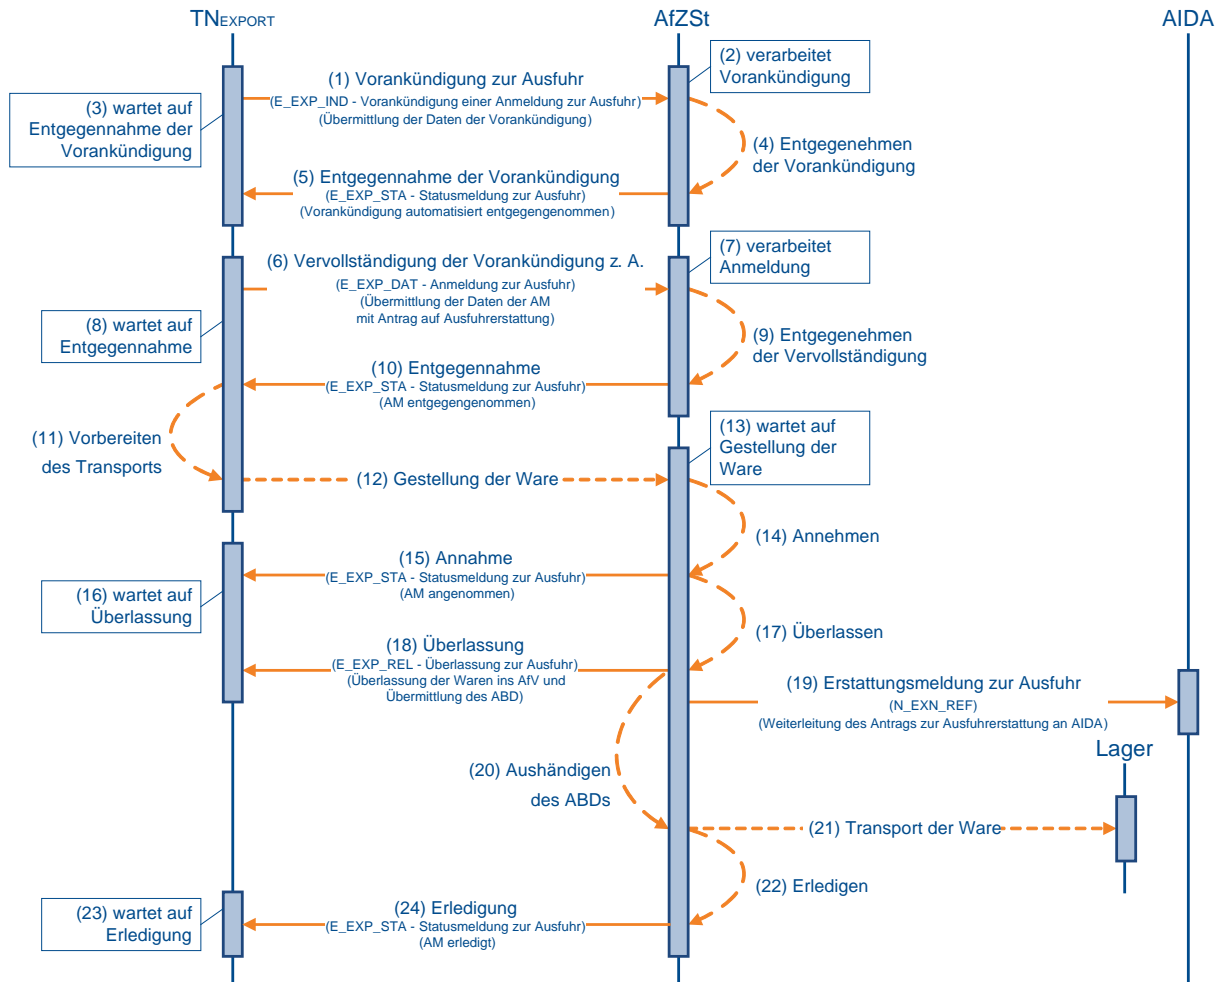 TNEXPORT
AfZSt
AIDA
(1) Vorankündigung zur Ausfuhr
(E_EXP_IND - Vorankündigung einer Anmeldung zur Ausfuhr)
(Übermittlung der Daten der Vorankündigung)
(2) verarbeitet
Vorankündigung
(3) wartet auf
Entgegennahme der
Vorankündigung
(4) Entgegenehmen
der Vorankündigung
(5) Entgegennahme der Vorankündigung
(E_EXP_STA - Statusmeldung zur Ausfuhr)
(Vorankündigung automatisiert entgegengenommen)
(6) Vervollständigung der Vorankündigung z. A.
(E_EXP_DAT - Anmeldung zur Ausfuhr)
(Übermittlung der Daten der AM
mit Antrag auf Ausfuhrerstattung)
(7) verarbeitet
Anmeldung
(8) wartet auf
Entgegennahme
(9) Entgegenehmen
der Vervollständigung
(10) Entgegennahme
(E_EXP_STA - Statusmeldung zur Ausfuhr)
(AM entgegengenommen)
(11) Vorbereiten
des Transports
(12) Gestellung der Ware
(13) wartet auf
Gestellung der
Ware
(14) Annehmen
(15) Annahme
(E_EXP_STA - Statusmeldung zur Ausfuhr)
(AM angenommen)
(16) wartet auf
Überlassung
(17) Überlassen
(18) Überlassung
(E_EXP_REL - Überlassung zur Ausfuhr)
(Überlassung der Waren ins AfV und
Übermittlung des ABD)
(19) Erstattungsmeldung zur Ausfuhr
(N_EXN_REF)
(Weiterleitung des Antrags zur Ausfuhrerstattung an AIDA)
Lager
(20) Aushändigen
des ABDs
(21) Transport der Ware
(22) Erledigen
(23) wartet auf
Erledigung
(24) Erledigung
(E_EXP_STA - Statusmeldung zur Ausfuhr)
(AM erledigt)